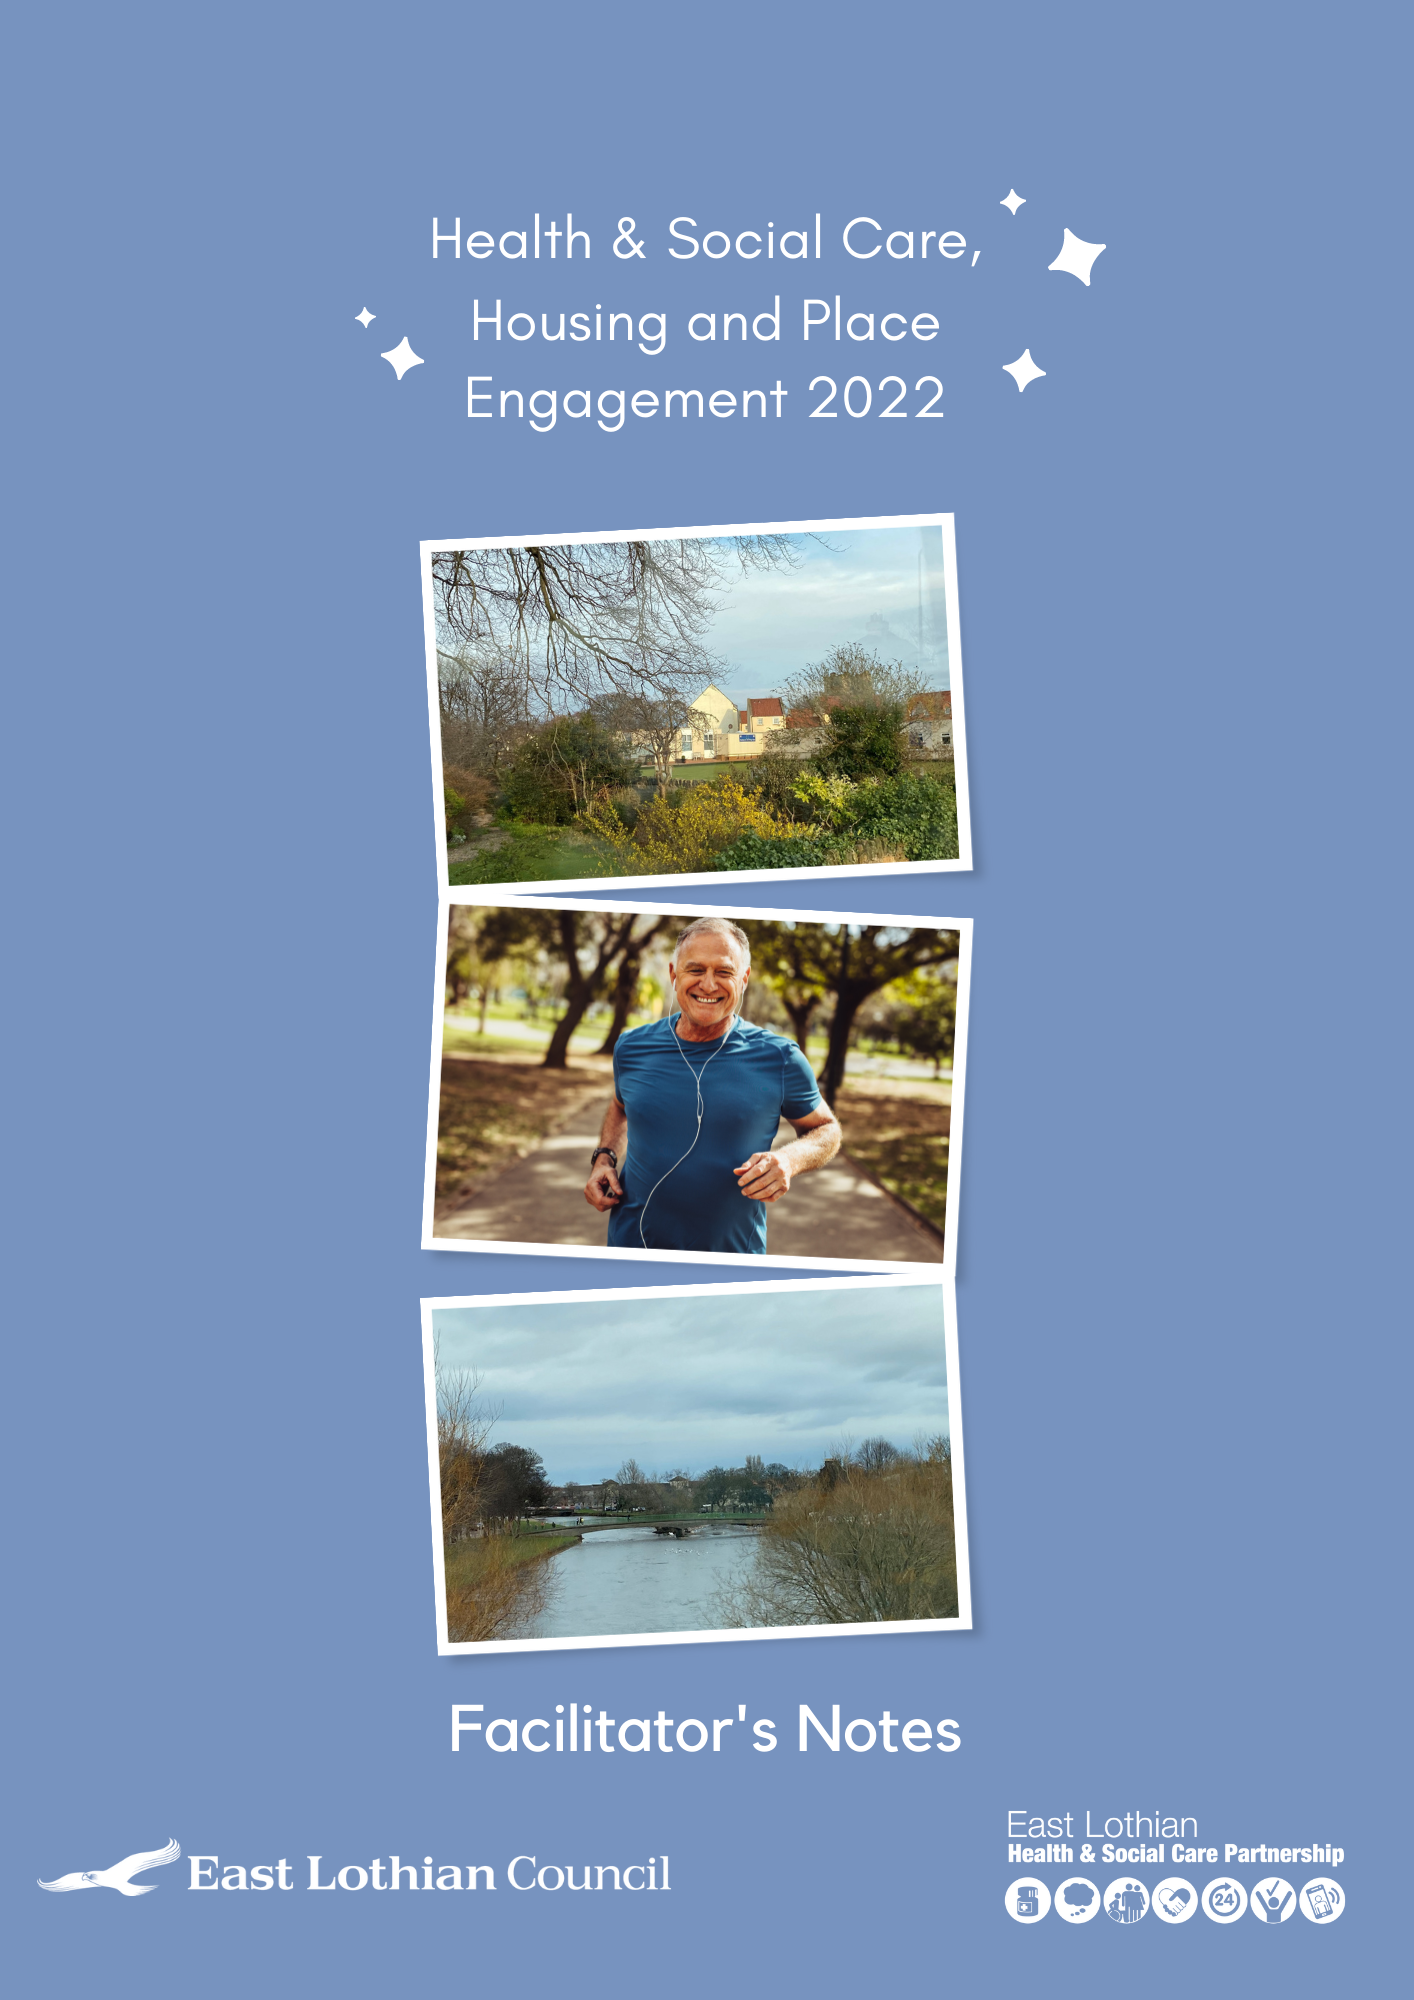 Health & Social Care,
Housing and Place
Engagement 2022
Facilitator's Notes
East Lothian Council
East Lothian
Health & Social Care Partnership
24